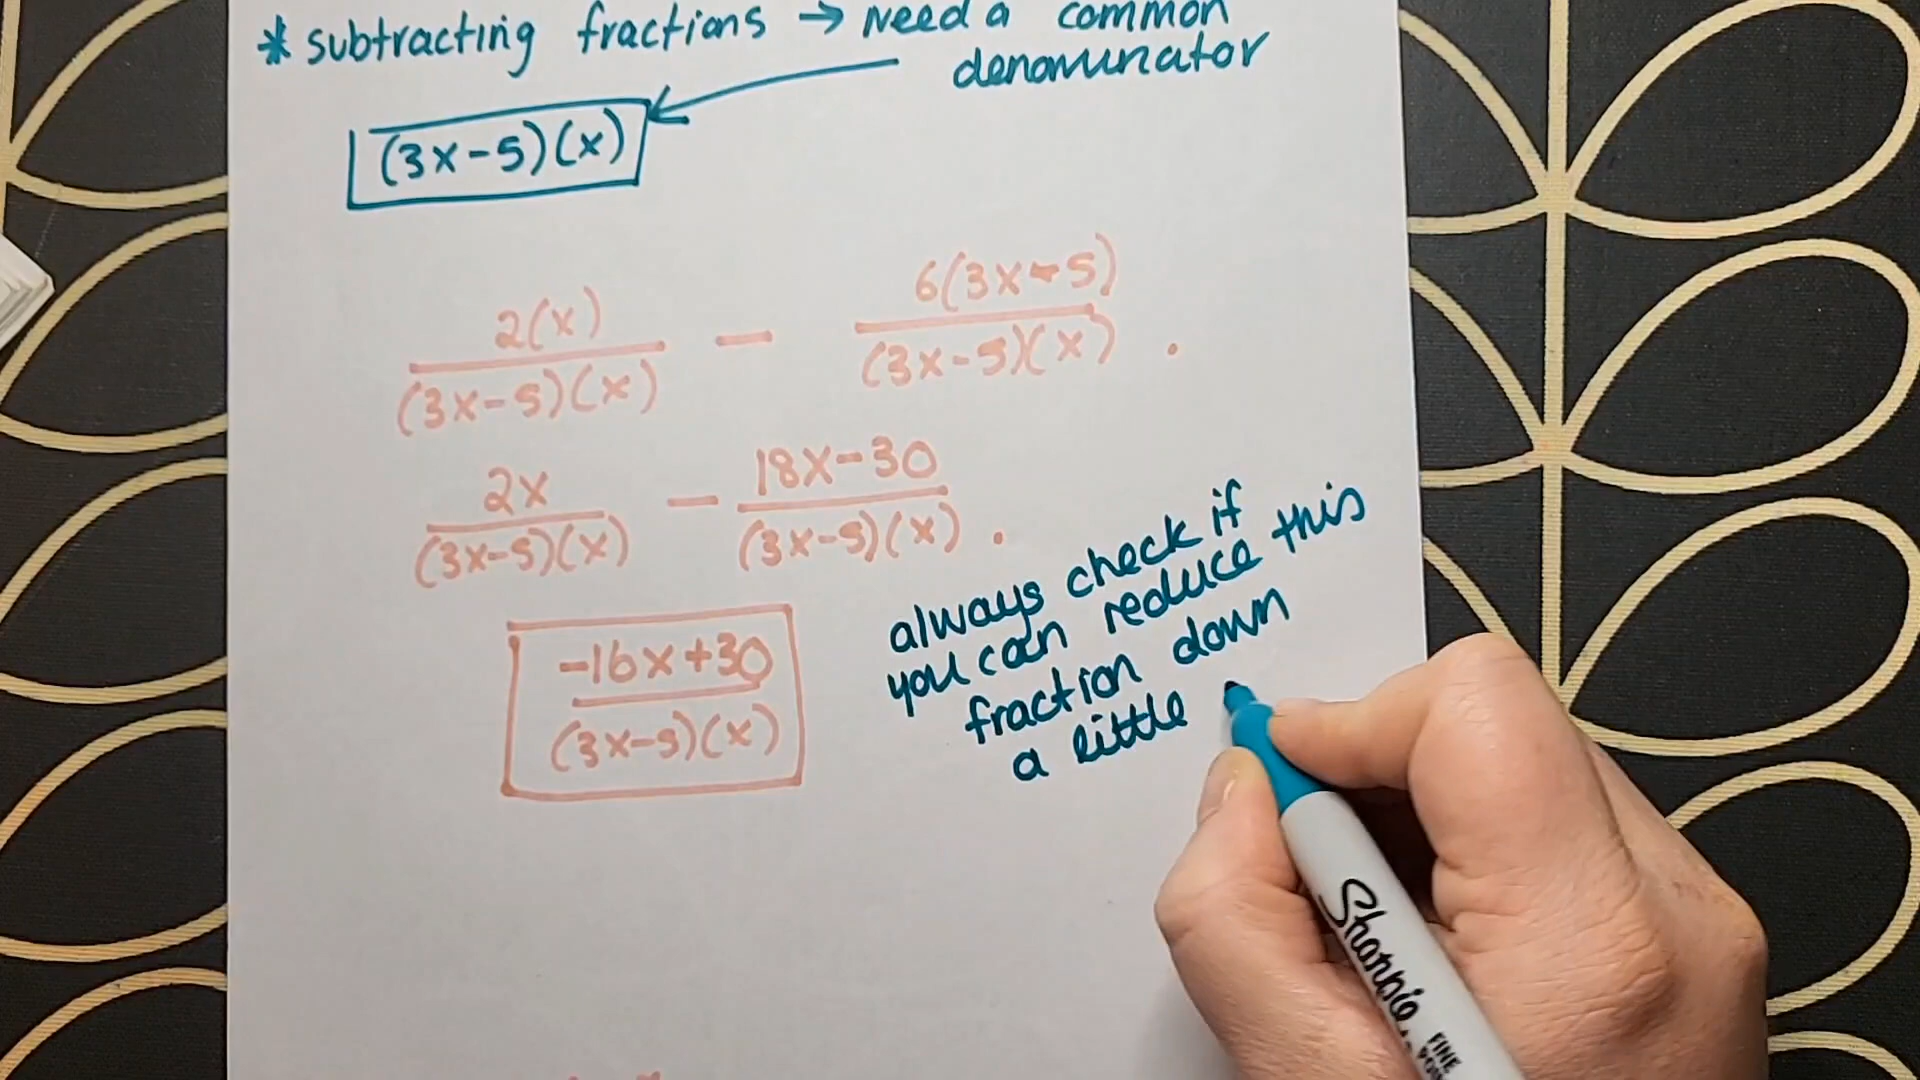 * subtracting fractions → Need a common
denominator
(3x-5)(x)
2(x) 6(3x-5)
—
(3x-5)(x) (3x-5)(x) .
2x 18x-30
—
(3x-5)(x) (3x-5)(x) .
always check if
you can reduce this
fraction down
a little
-16x+30
(3x-5)(x)
Sharpie.
FINE